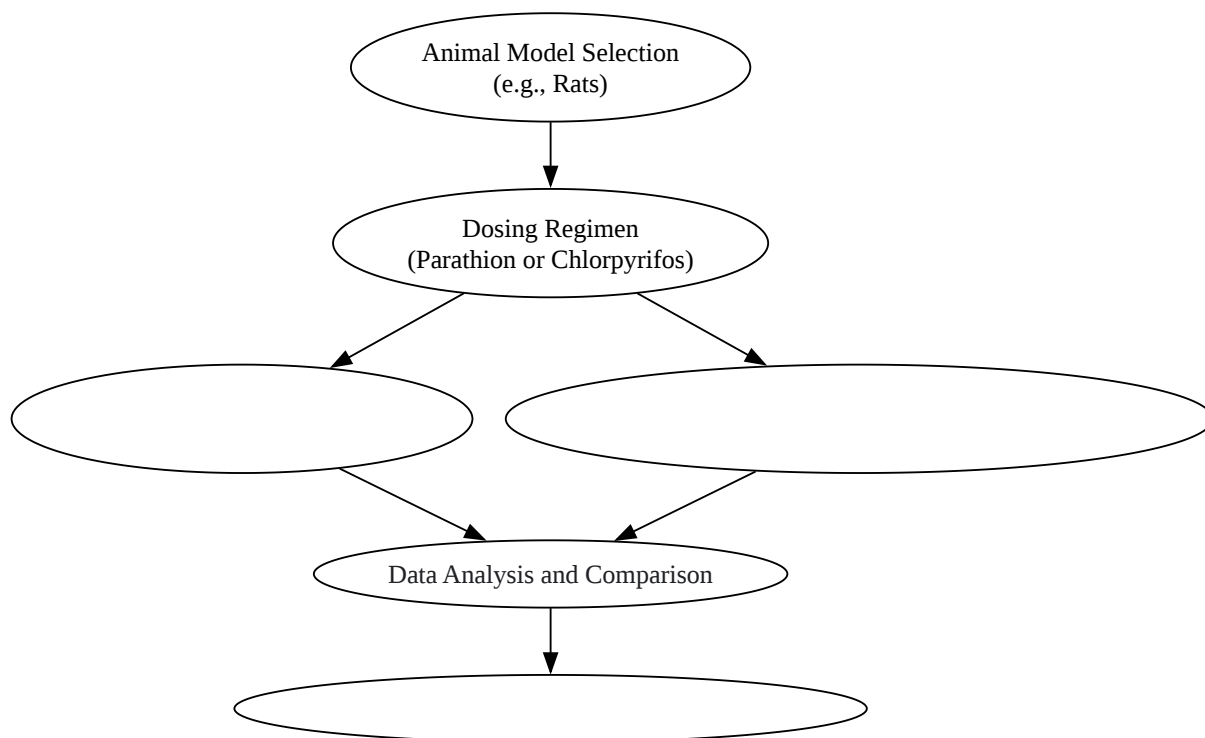 Animal Model Selection
(e.g., Rats)
Dosing Regimen
(Parathion or Chlorpyrifos)
Data Analysis and Comparison